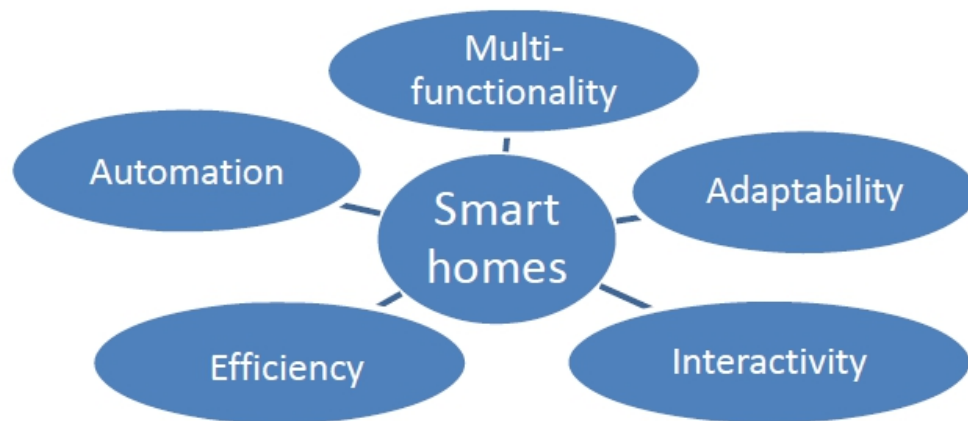 Multi-
functionality
Automation
Adaptability
Smart
homes
Efficiency
Interactivity